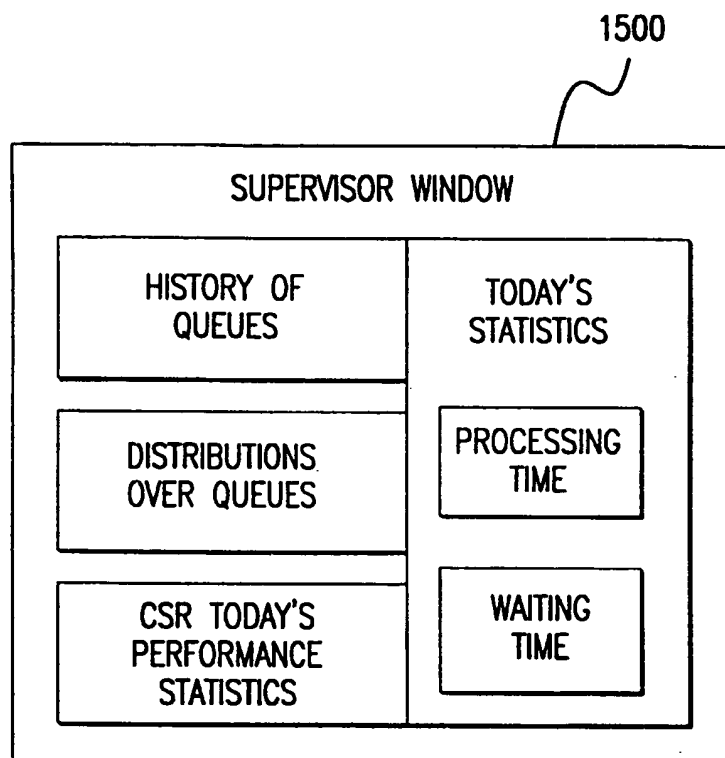 1500
SUPERVISOR WINDOW
HISTORY OF
QUEUES
DISTRIBUTIONS
OVER QUEUES
CSR TODAY'S
PERFORMANCE
STATISTICS
TODAY'S
STATISTICS
PROCESSING
TIME
WAITING
TIME